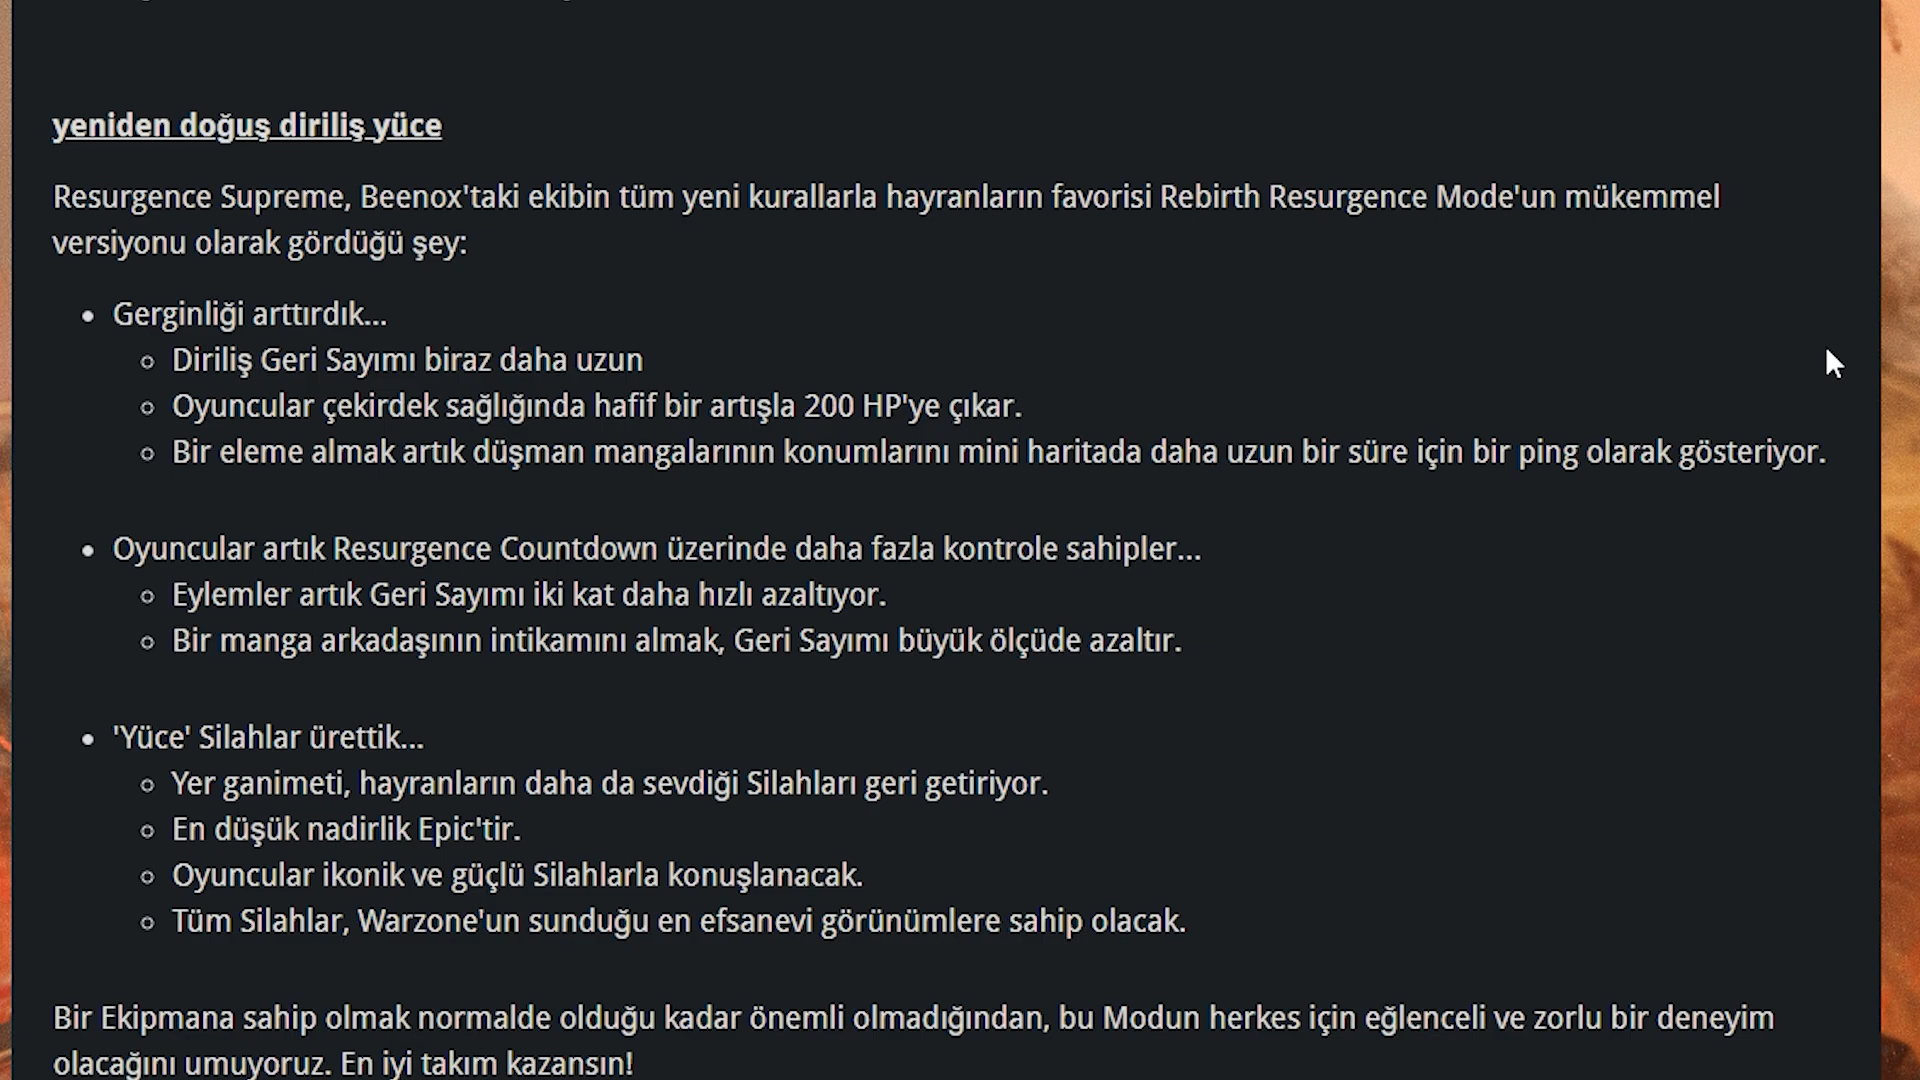 yeniden doğuş diriliş yüce
Resurgence Supreme, Beenox'taki ekibin tüm yeni kurallarla hayranların favorisi Rebirth Resurgence Mode'un mükemmel
versiyonu olarak gördüğü şey:
Gerginliği arttırdık...
Diriliş Geri Sayımı biraz daha uzun
Oyuncular çekirdek sağlığında hafif bir artışla 200 HP'ye çıkar.
Bir eleme almak artık düşman mangalarının konumlarını mini haritada daha uzun bir süre için bir ping olarak gösteriyor.
Oyuncular artık Resurgence Countdown üzerinde daha fazla kontrole sahipler...
Eylemler artık Geri Sayımı iki kat daha hızlı azaltıyor.
Bir manga arkadaşının intikamını almak, Geri Sayımı büyük ölçüde azaltır.
'Yüce' Silahlar ürettik...
Yer ganimeti, hayranların daha da sevdiği Silahları geri getiriyor.
En düşük nadirlik Epic'tir.
Oyuncular ikonik ve güçlü Silahlarla konuşlanacak.
Tüm Silahlar, Warzone'un sunduğu en efsanevi görünümlere sahip olacak.
Bir Ekipmana sahip olmak normalde olduğu kadar önemli olmadığından, bu Modun herkes için eğlenceli ve zorlu bir deneyim
olacağını umuyoruz. En iyi takım kazansın!